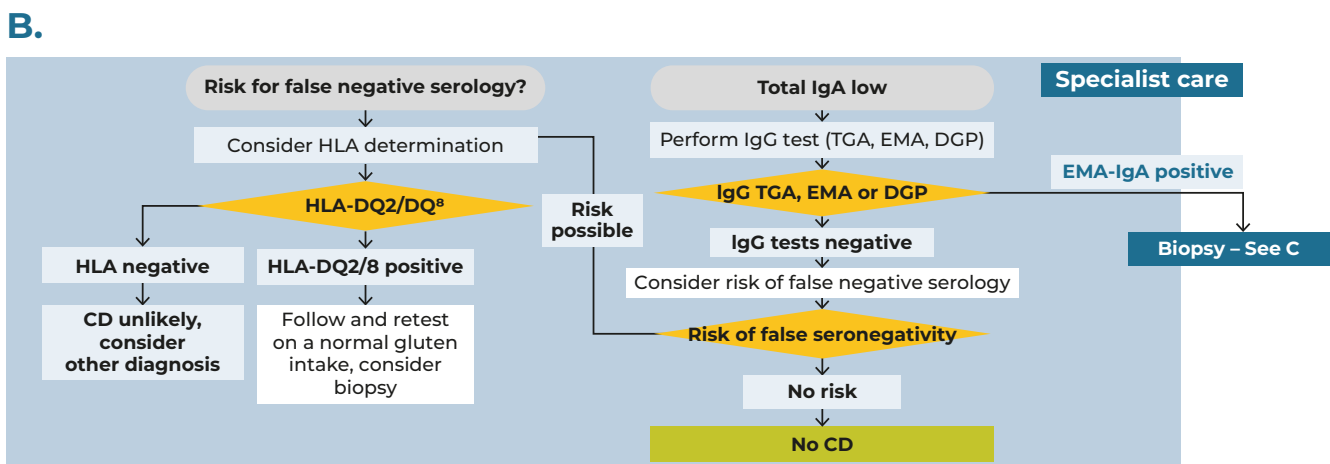 B.
Specialist care
Risk for false negative serology?
Consider HLA determination
HLA-DQ2/DQ⁸
HLA negative
CD unlikely,
consider
other diagnosis
HLA-DQ2/8 positive
Follow and retest
on a normal gluten
intake, consider
biopsy
Risk
possible
Total IgA low
Perform IgG test (TGA, EMA, DGP)
IgG TGA, EMA or DGP
EMA-IgA positive
Biopsy – See C
IgG tests negative
Consider risk of false negative serology
Risk of false seronegativity
No risk
No CD